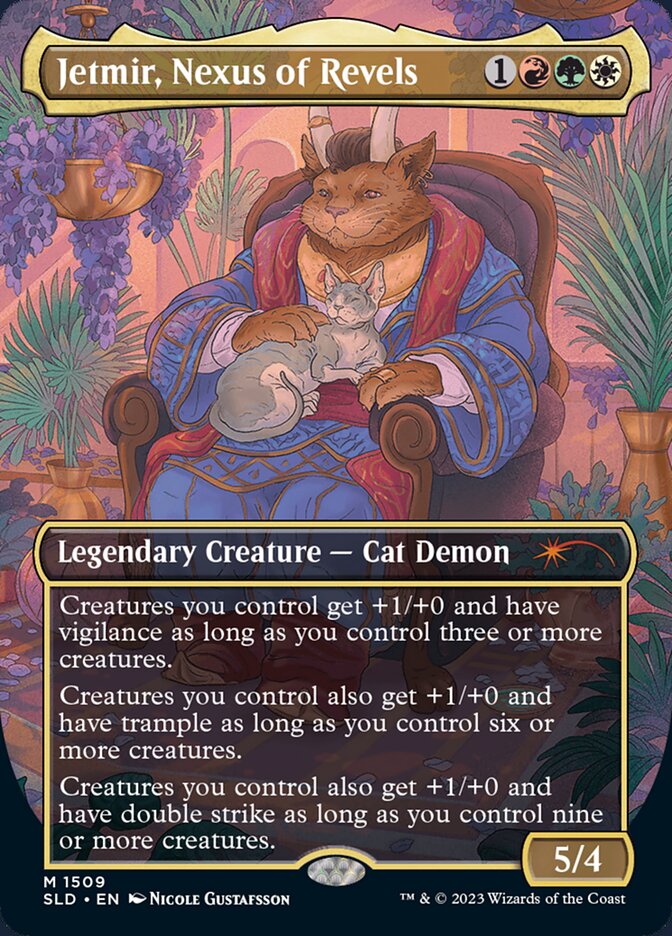 Jetmir, Nexus of Revels 1
Legendary Creature — Cat Demon
Creatures you control get +1/+0 and have
vigilance as long as you control three or more
creatures.
Creatures you control also get +1/+0 and
have trample as long as you control six or
more creatures.
Creatures you control also get +1/+0 and
have double strike as long as you control nine
or more creatures.
5/4
M 1509
SLD • EN Nicole Gustafsson
™ & © 2023 Wizards of the Coast